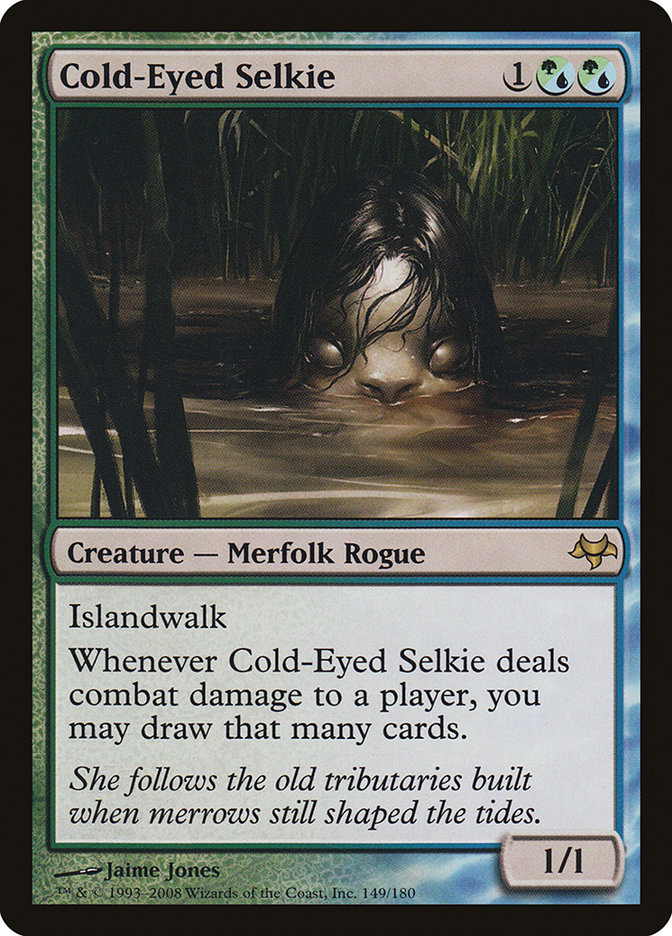 Cold-Eyed Selkie 1
Creature — Merfolk Rogue
Islandwalk
Whenever Cold-Eyed Selkie deals
combat damage to a player, you
may draw that many cards.
She follows the old tributaries built
when merrows still shaped the tides.
1/1
Jaime Jones
™ & © 1993–2008 Wizards of the Coast, Inc. 149/180